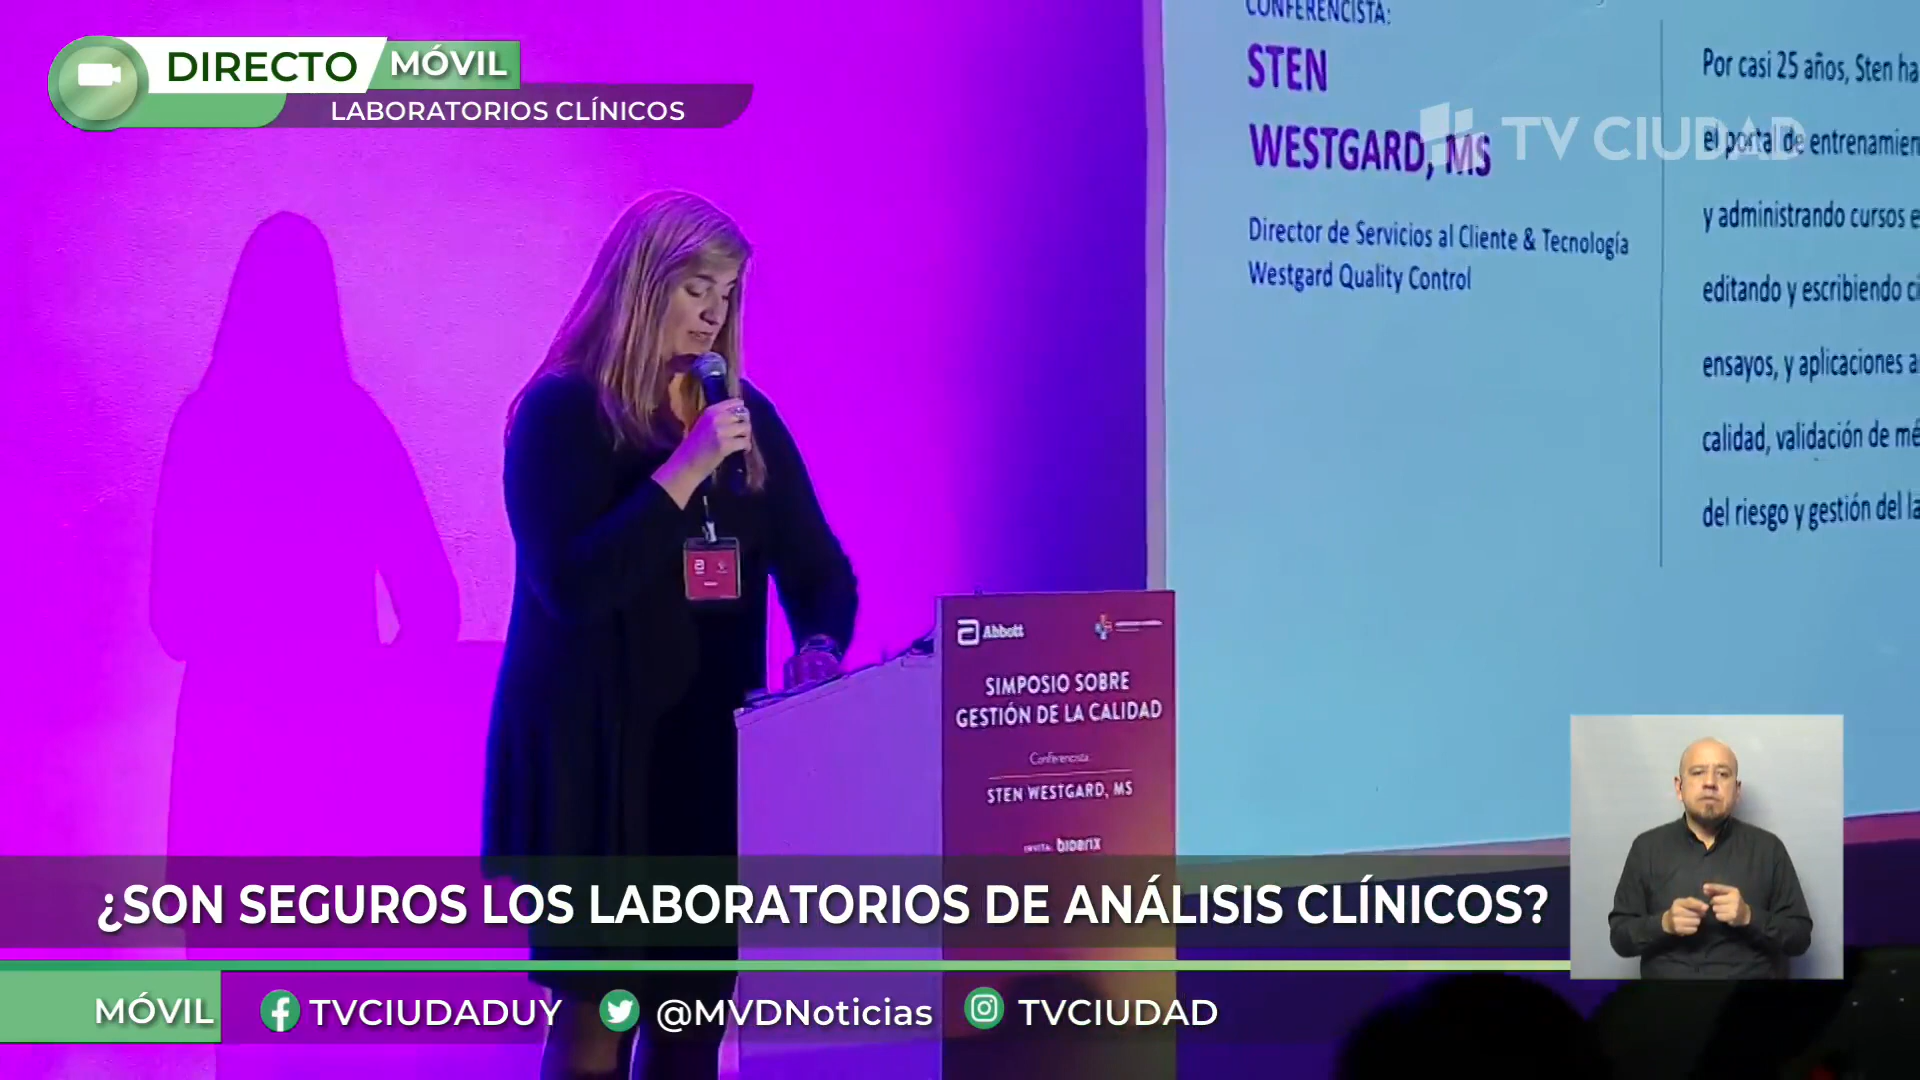 DIRECTO
MÓVIL
LABORATORIOS CLÍNICOS
CONFERENCISTA:
STEN
WESTGARD, MS
Director de Servicios al Cliente & Tecnología
Westgard Quality Control
Por casi 25 años, Sten ha
el portal de entrenamien
y administrando cursos e
editando y escribiendo ci
ensayos, y aplicaciones a
calidad, validación de mé
del riesgo y gestión del la
TV CIUDAD
Abbott
SIMPOSIO SOBRE
GESTIÓN DE LA CALIDAD
Conferencista:
STEN WESTGARD, MS
INVITA: bioerix
¿SON SEGUROS LOS LABORATORIOS DE ANÁLISIS CLÍNICOS?
MÓVIL
TVCIUDADUY
@MVDNoticias
TVCIUDAD